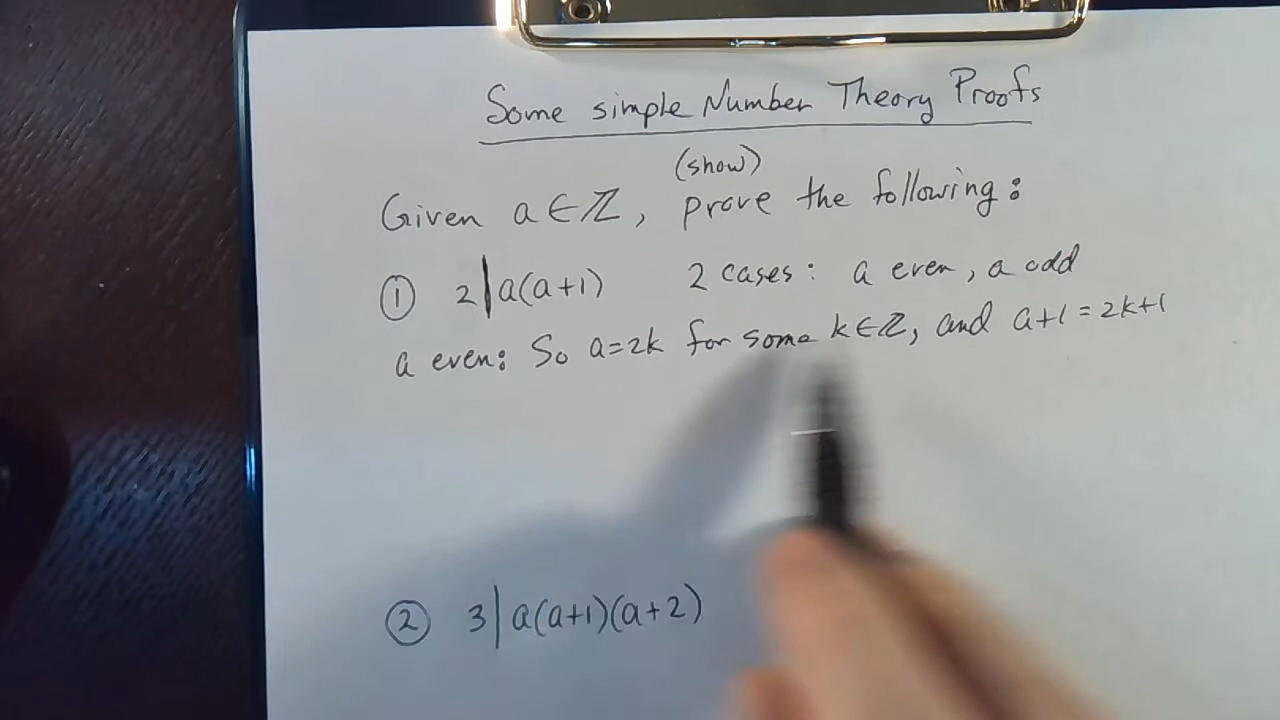 Some simple Number Theory Proofs
(show)
Given a∈ℤ, prove the following:
① 2|a(a+1) 2 cases: a even, a odd
a even: So a=2k for some k∈ℤ, and a+1=2k+1
② 3|a(a+1)(a+2)